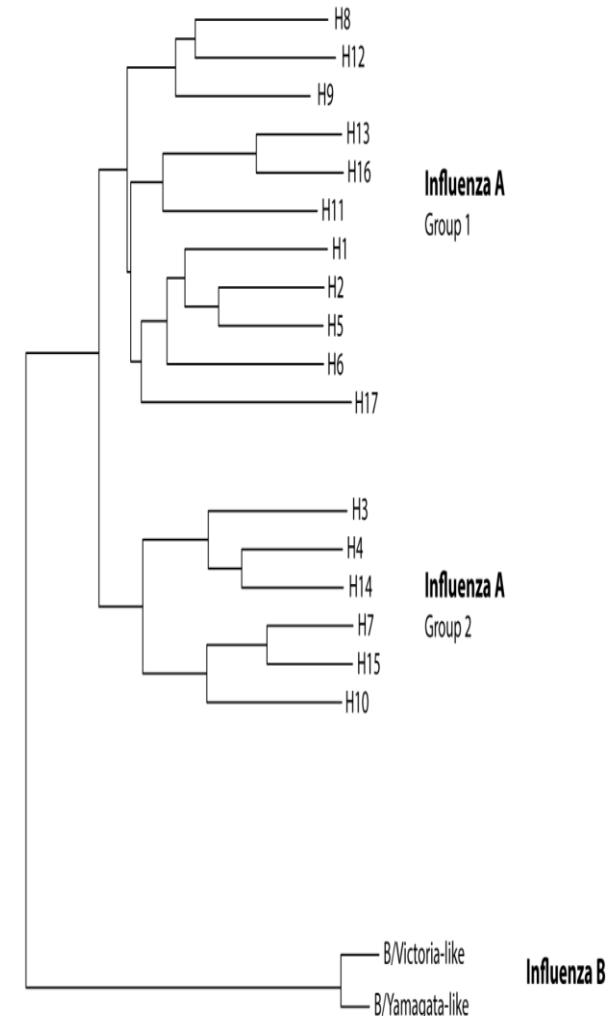 H8
H12
H9
H13
H16
Influenza A
Group 1
H11
H1
H2
H5
H6
H17
H3
H4
H14
Influenza A
Group 2
H7
H15
H10
B/Victoria-like
Influenza B
B/Yamagata-like